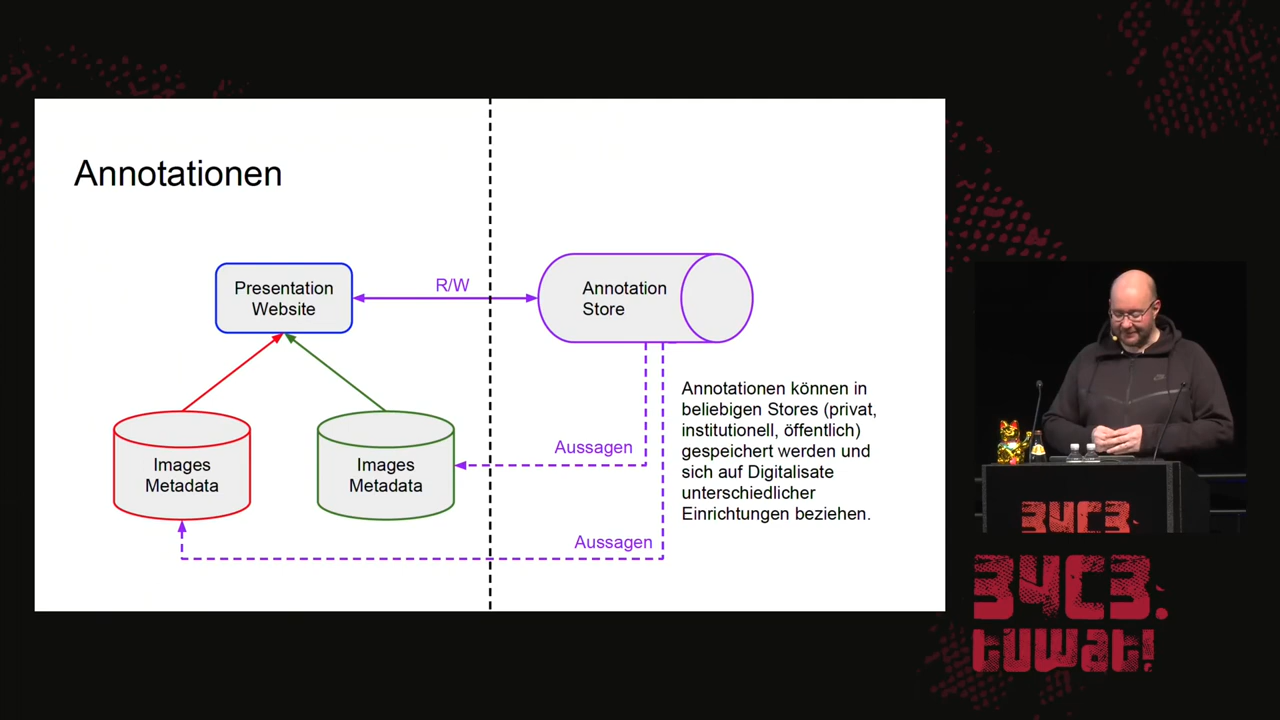 Annotationen
Presentation
Website
R/W
Annotation
Store
Images
Metadata
Images
Metadata
Aussagen
Aussagen
Annotationen können in
beliebigen Stores (privat,
institutionell, öffentlich)
gespeichert werden und
sich auf Digitalisate
unterschiedlicher
Einrichtungen beziehen.
34C3.
34C3.
tuwat!